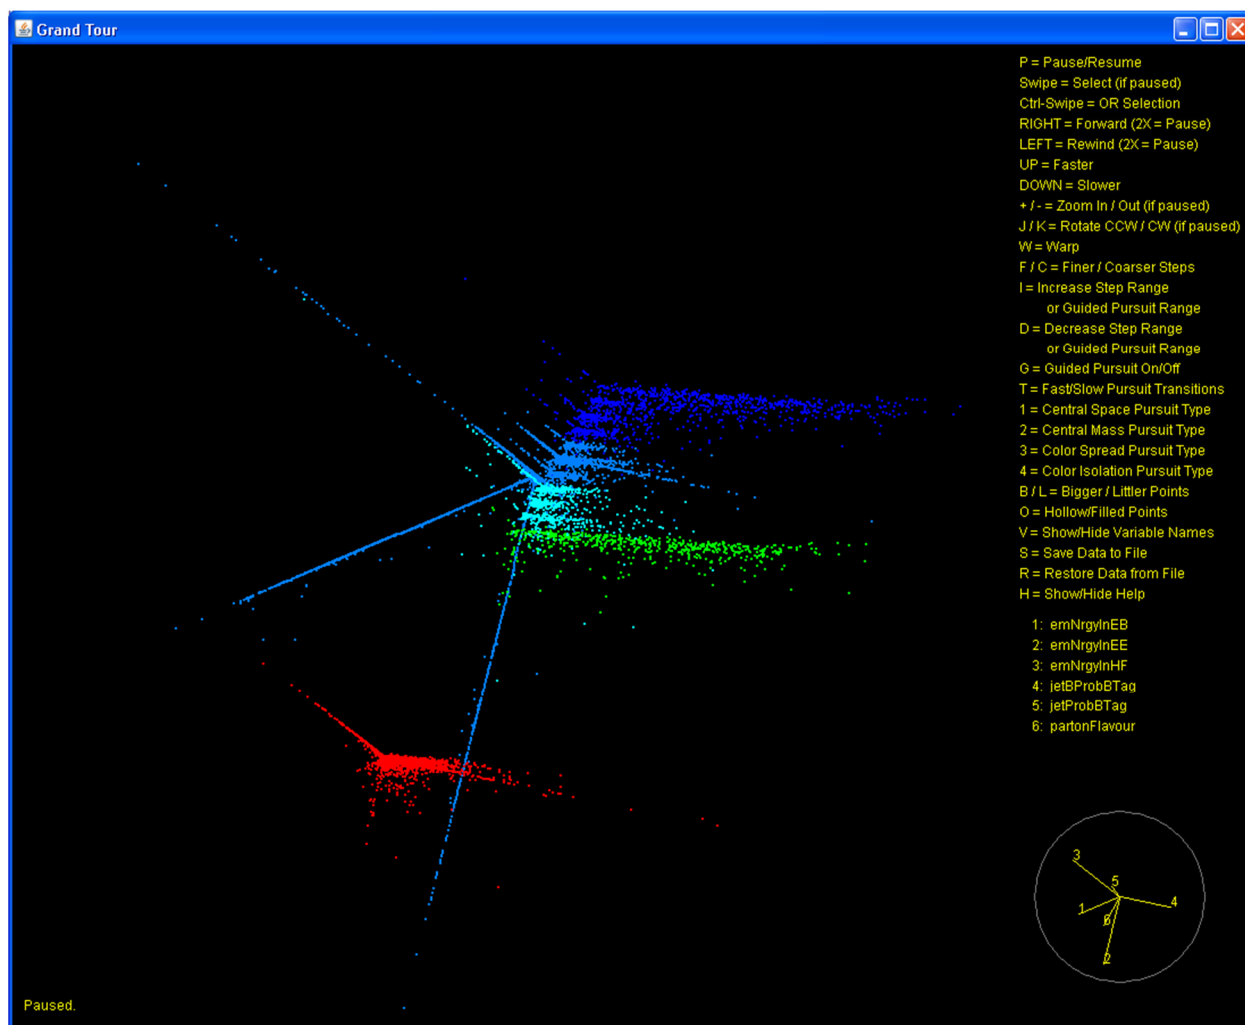 Grand Tour
P = Pause/Resume
Swipe = Select (if paused)
Ctrl-Swipe = OR Selection
RIGHT = Forward (2X = Pause)
LEFT = Rewind (2X = Pause)
UP = Faster
DOWN = Slower
+ / - = Zoom In / Out (if paused)
J / K = Rotate CCW / CW (if paused)
W = Warp
F / C = Finer / Coarser Steps
I = Increase Step Range
or Guided Pursuit Range
D = Decrease Step Range
or Guided Pursuit Range
G = Guided Pursuit On/Off
T = Fast/Slow Pursuit Transitions
1 = Central Space Pursuit Type
2 = Central Mass Pursuit Type
3 = Color Spread Pursuit Type
4 = Color Isolation Pursuit Type
B / L = Bigger / Littler Points
O = Hollow/Filled Points
V = Show/Hide Variable Names
S = Save Data to File
R = Restore Data from File
H = Show/Hide Help
1: emNrgyInEB
2: emNrgyInEE
3: emNrgyInHF
4: jetBProbBTag
5: jetProbBTag
6: partonFlavour
3
5
4
1
6
2
Paused.